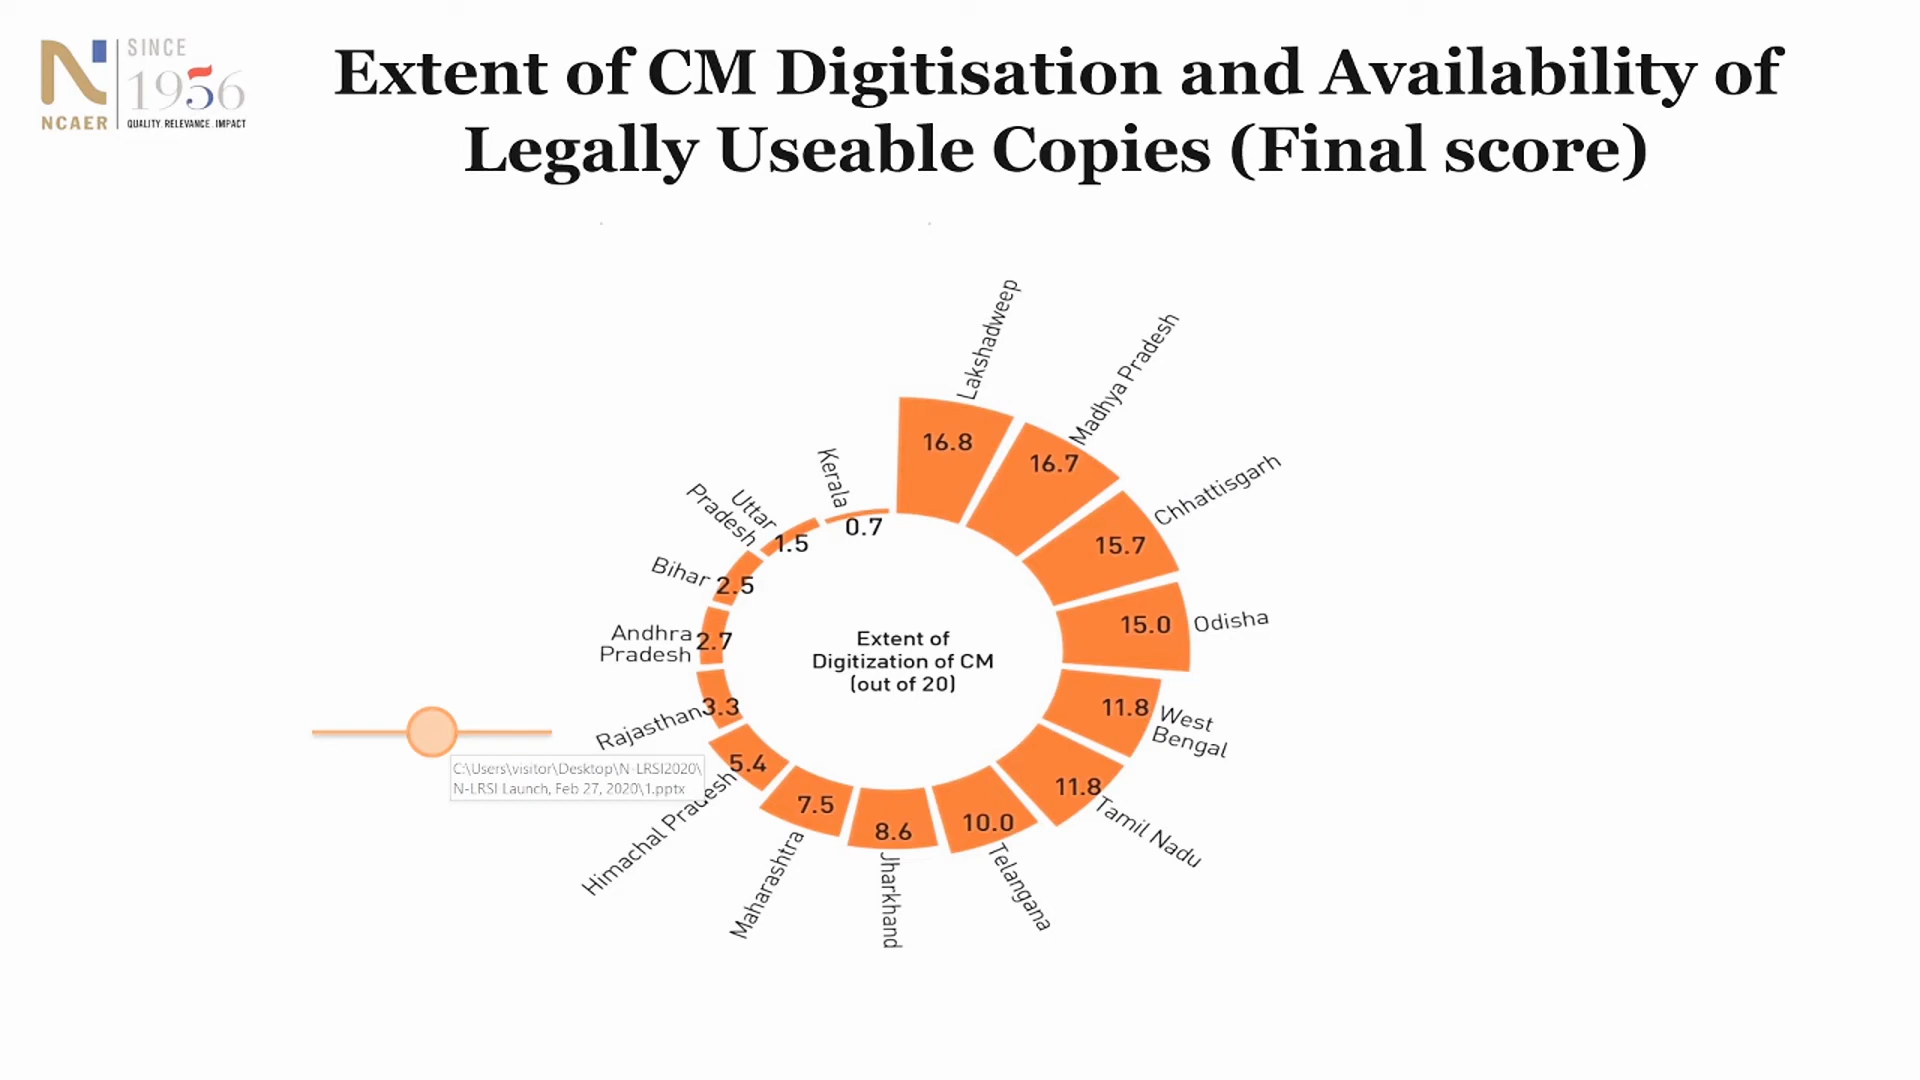 SINCE
1956
NCAER
QUALITY. RELEVANCE. IMPACT
Extent of CM Digitisation and Availability of
Legally Useable Copies (Final score)
Lakshadweep
16.8
Madhya Pradesh
16.7
Chhattisgarh
15.7
Odisha
15.0
West
Bengal
11.8
Tamil Nadu
11.8
Telangana
10.0
Jharkhand
8.6
Maharashtra
7.5
Himachal Pradesh
5.4
Rajasthan
3.3
Andhra
Pradesh
2.7
Bihar
2.5
Uttar
Pradesh
1.5
Kerala
0.7
Extent of
Digitization of CM
(out of 20)
C:\Users\visitor\Desktop\N-LRSI2020\
N-LRSI Launch, Feb 27, 2020\1.pptx